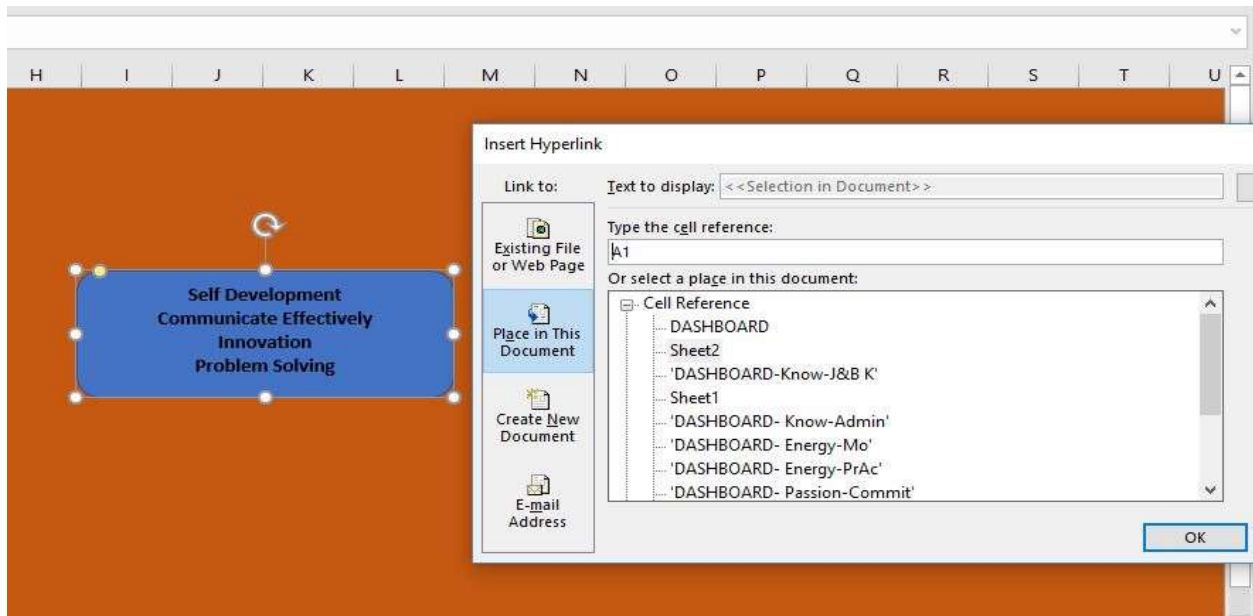 H I J K L M N O P Q R S T U
Insert Hyperlink
Link to:
Text to display: <<Selection in Document>>
Existing File
or Web Page
Place in This
Document
Create New
Document
E-mail
Address
Type the cell reference:
A1
Or select a place in this document:
Cell Reference
DASHBOARD
Sheet2
'DASHBOARD-Know-J&B K'
Sheet1
'DASHBOARD- Know-Admin'
'DASHBOARD- Energy-Mo'
'DASHBOARD- Energy-PrAc'
'DASHBOARD- Passion-Commit'
OK
Self Development
Communicate Effectively
Innovation
Problem Solving